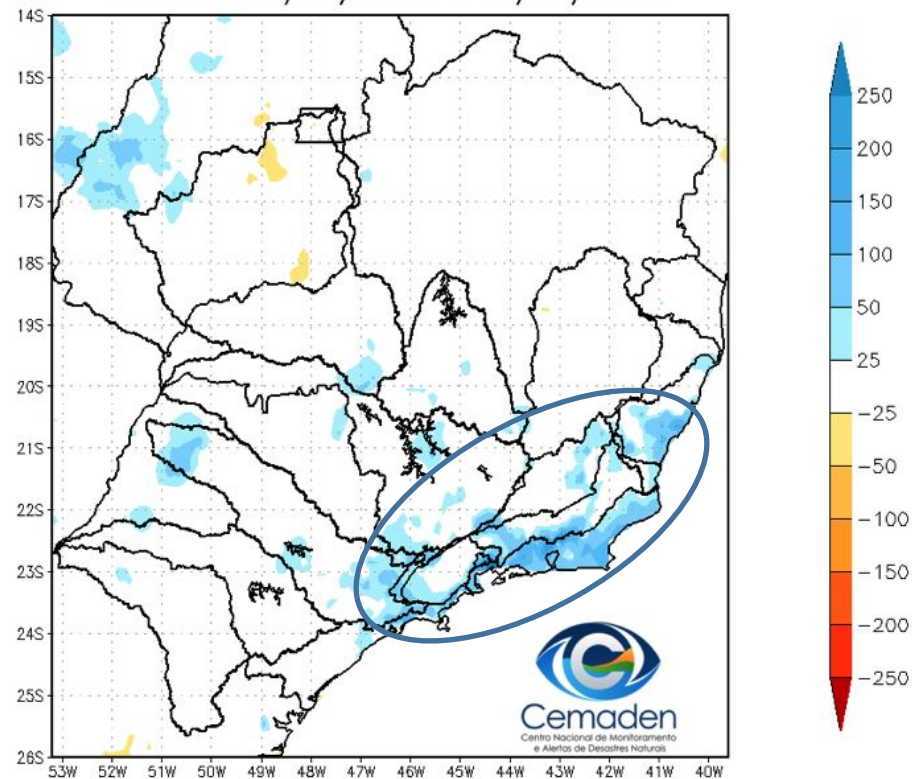 14S
15S
16S
17S
18S
19S
20S
21S
22S
23S
24S
25S
26S
53W 52W 51W 50W 49W 48W 47W 46W 45W 44W 43W 42W 41W 40W
250
200
150
100
50
25
−25
−50
−100
−150
−200
−250
Cemaden
Centro Nacional de Monitoramento
e Alertas de Desastres Naturais